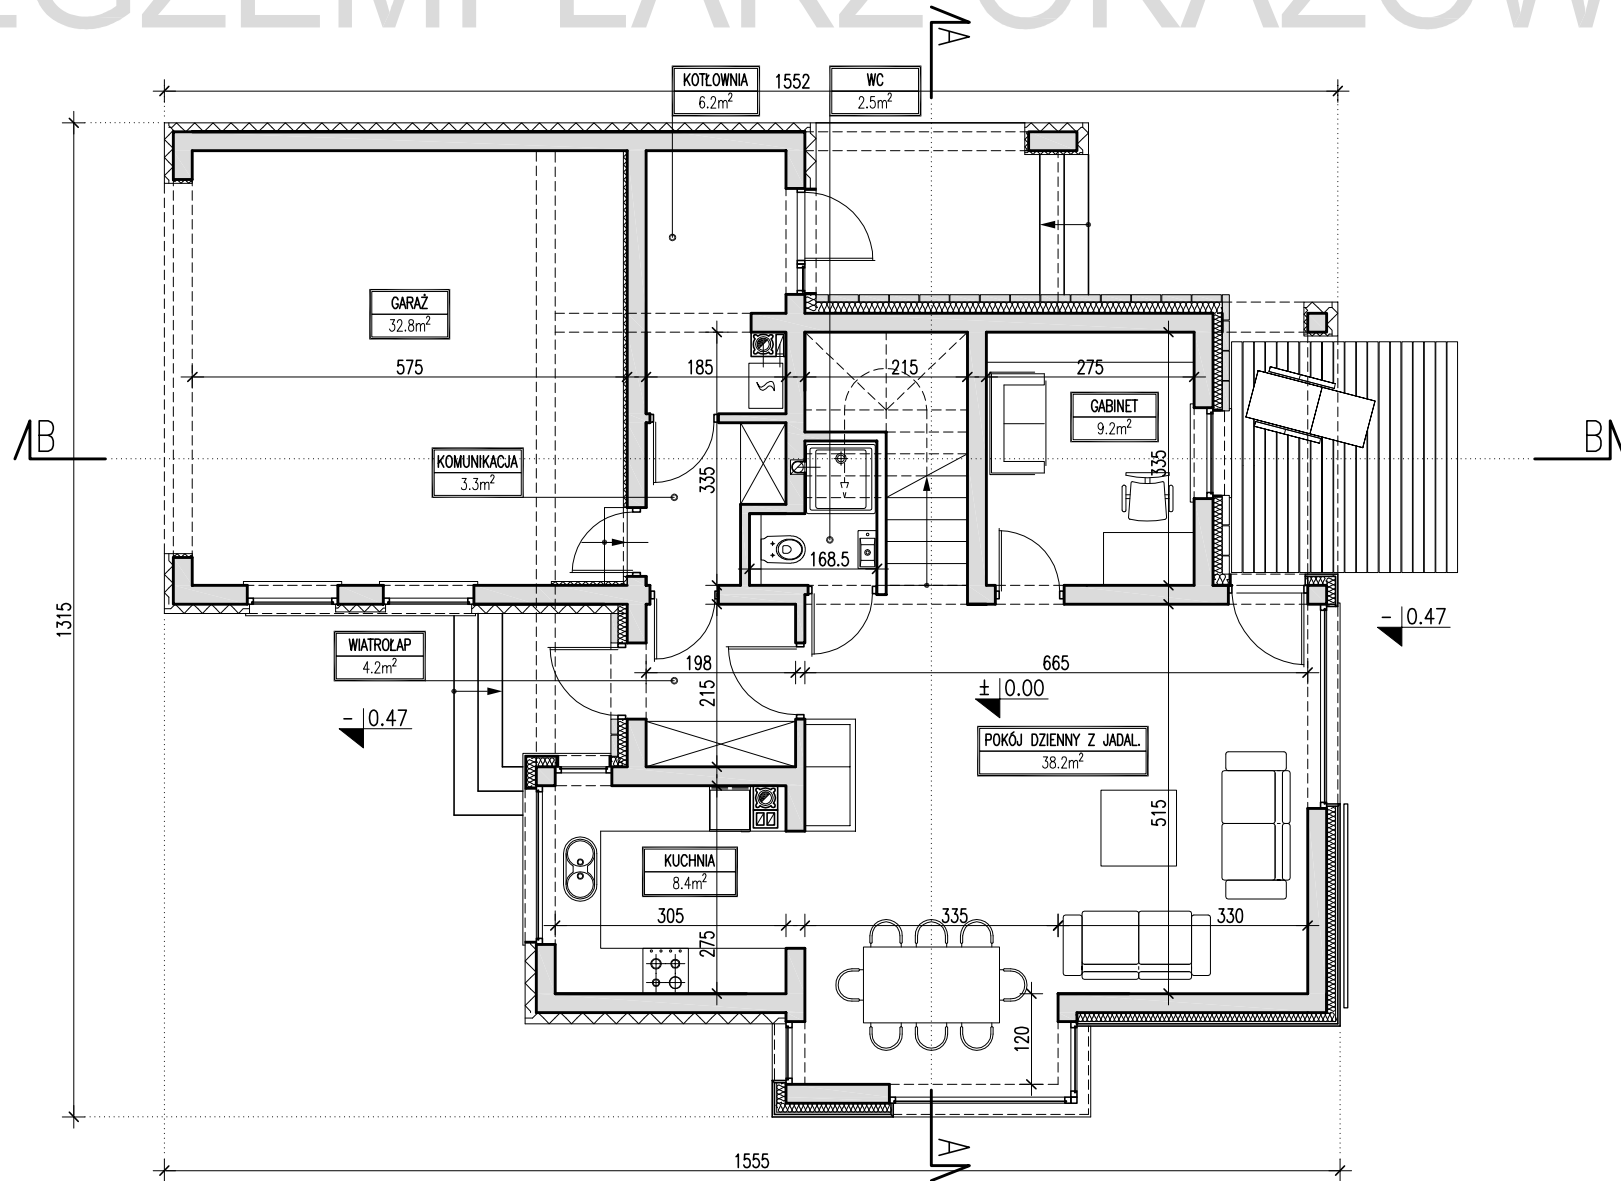 EGZEMPLARZ OKAZOW
A
1552
KOTŁOWNIA
6.2m²
WC
2.5m²
GARAŻ
32.8m²
575
185
215
275
GABINET
9.2m²
B
B
KOMUNIKACJA
3.3m²
335
335
168.5
1315
WIATROŁAP
4.2m²
198
665
215
- 0.47
± 0.00
- 0.47
POKÓJ DZIENNY Z JADAL.
38.2m²
515
KUCHNIA
8.4m²
305
335
330
275
120
A
1555